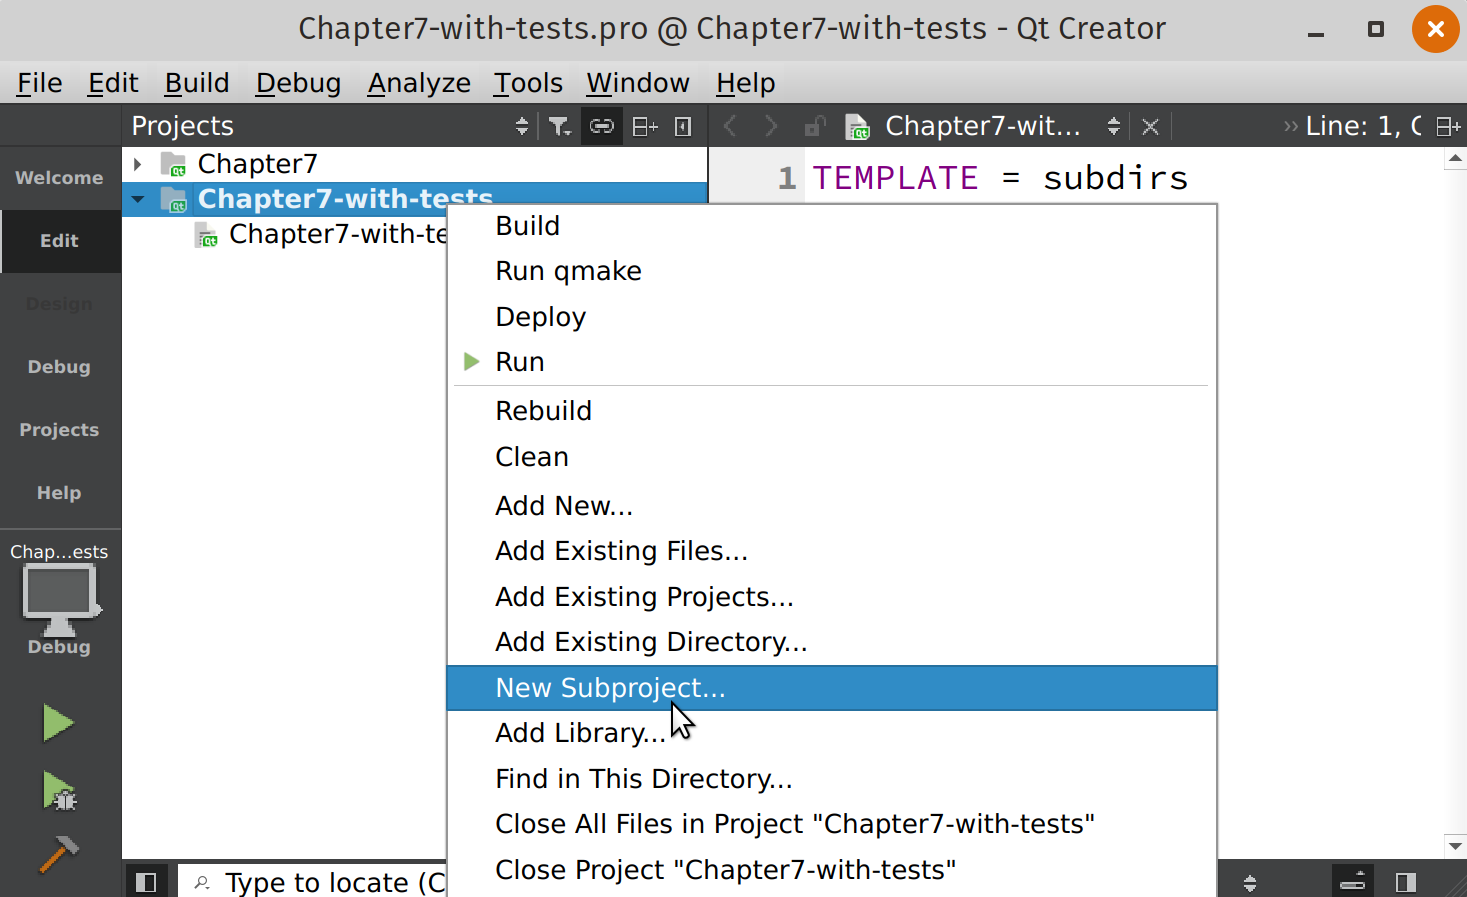 Chapter7-with-tests.pro @ Chapter7-with-tests - Qt Creator
File Edit Build Debug Analyze Tools Window Help
Projects
Chapter7-wit...
Line: 1, C
Welcome
Edit
Design
Debug
Projects
Help
Chap...ests
Debug
Chapter7
Chapter7-with-tests
Chapter7-with-te
1 TEMPLATE = subdirs
Build
Run qmake
Deploy
Run
Rebuild
Clean
Add New...
Add Existing Files...
Add Existing Projects...
Add Existing Directory...
New Subproject...
Add Library...
Find in This Directory...
Close All Files in Project "Chapter7-with-tests"
Close Project "Chapter7-with-tests"
Type to locate (C